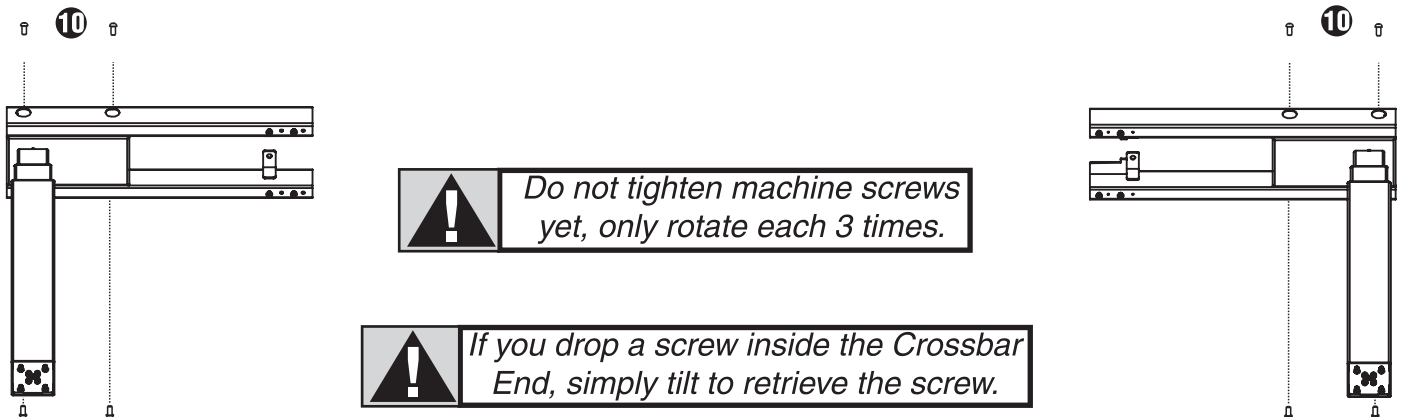 10
10
Do not tighten machine screws
yet, only rotate each 3 times.
If you drop a screw inside the Crossbar
End, simply tilt to retrieve the screw.